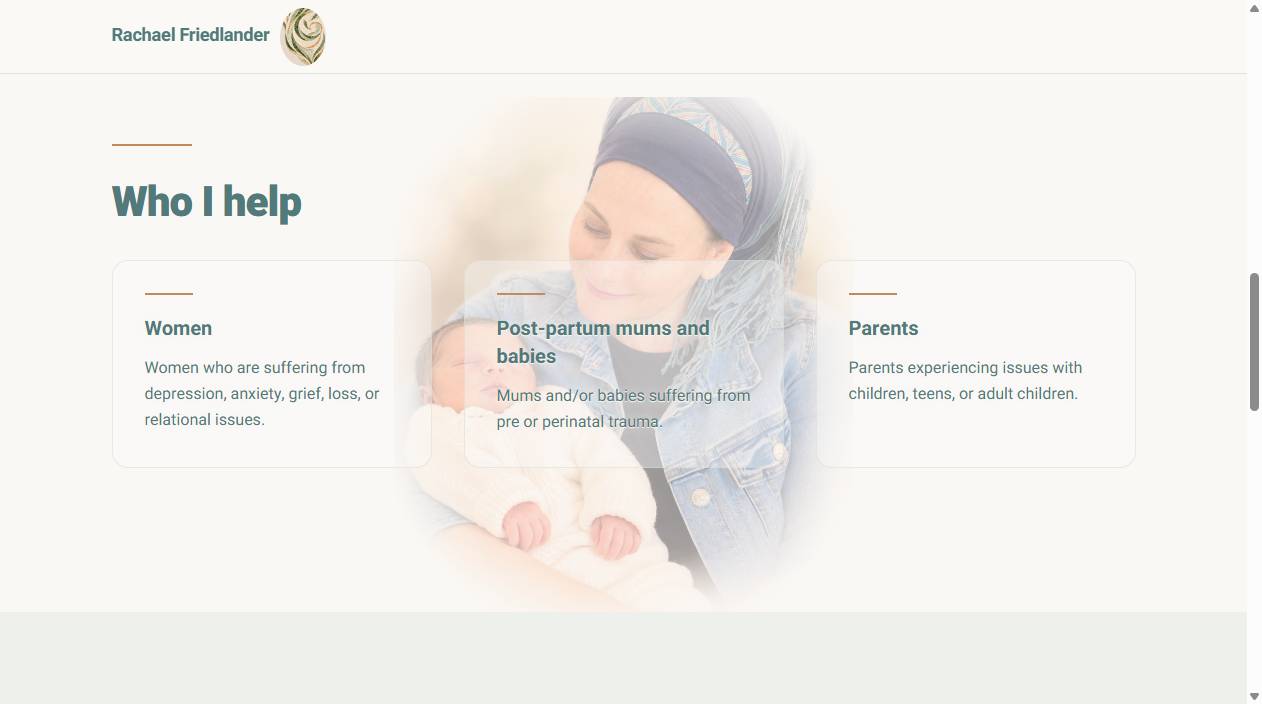 Rachael Friedlander
Who I help
Women
Women who are suffering from
depression, anxiety, grief, loss, or
relational issues.
Post-partum mums and
babies
Mums and/or babies suffering from
pre or perinatal trauma.
Parents
Parents experiencing issues with
children, teens, or adult children.